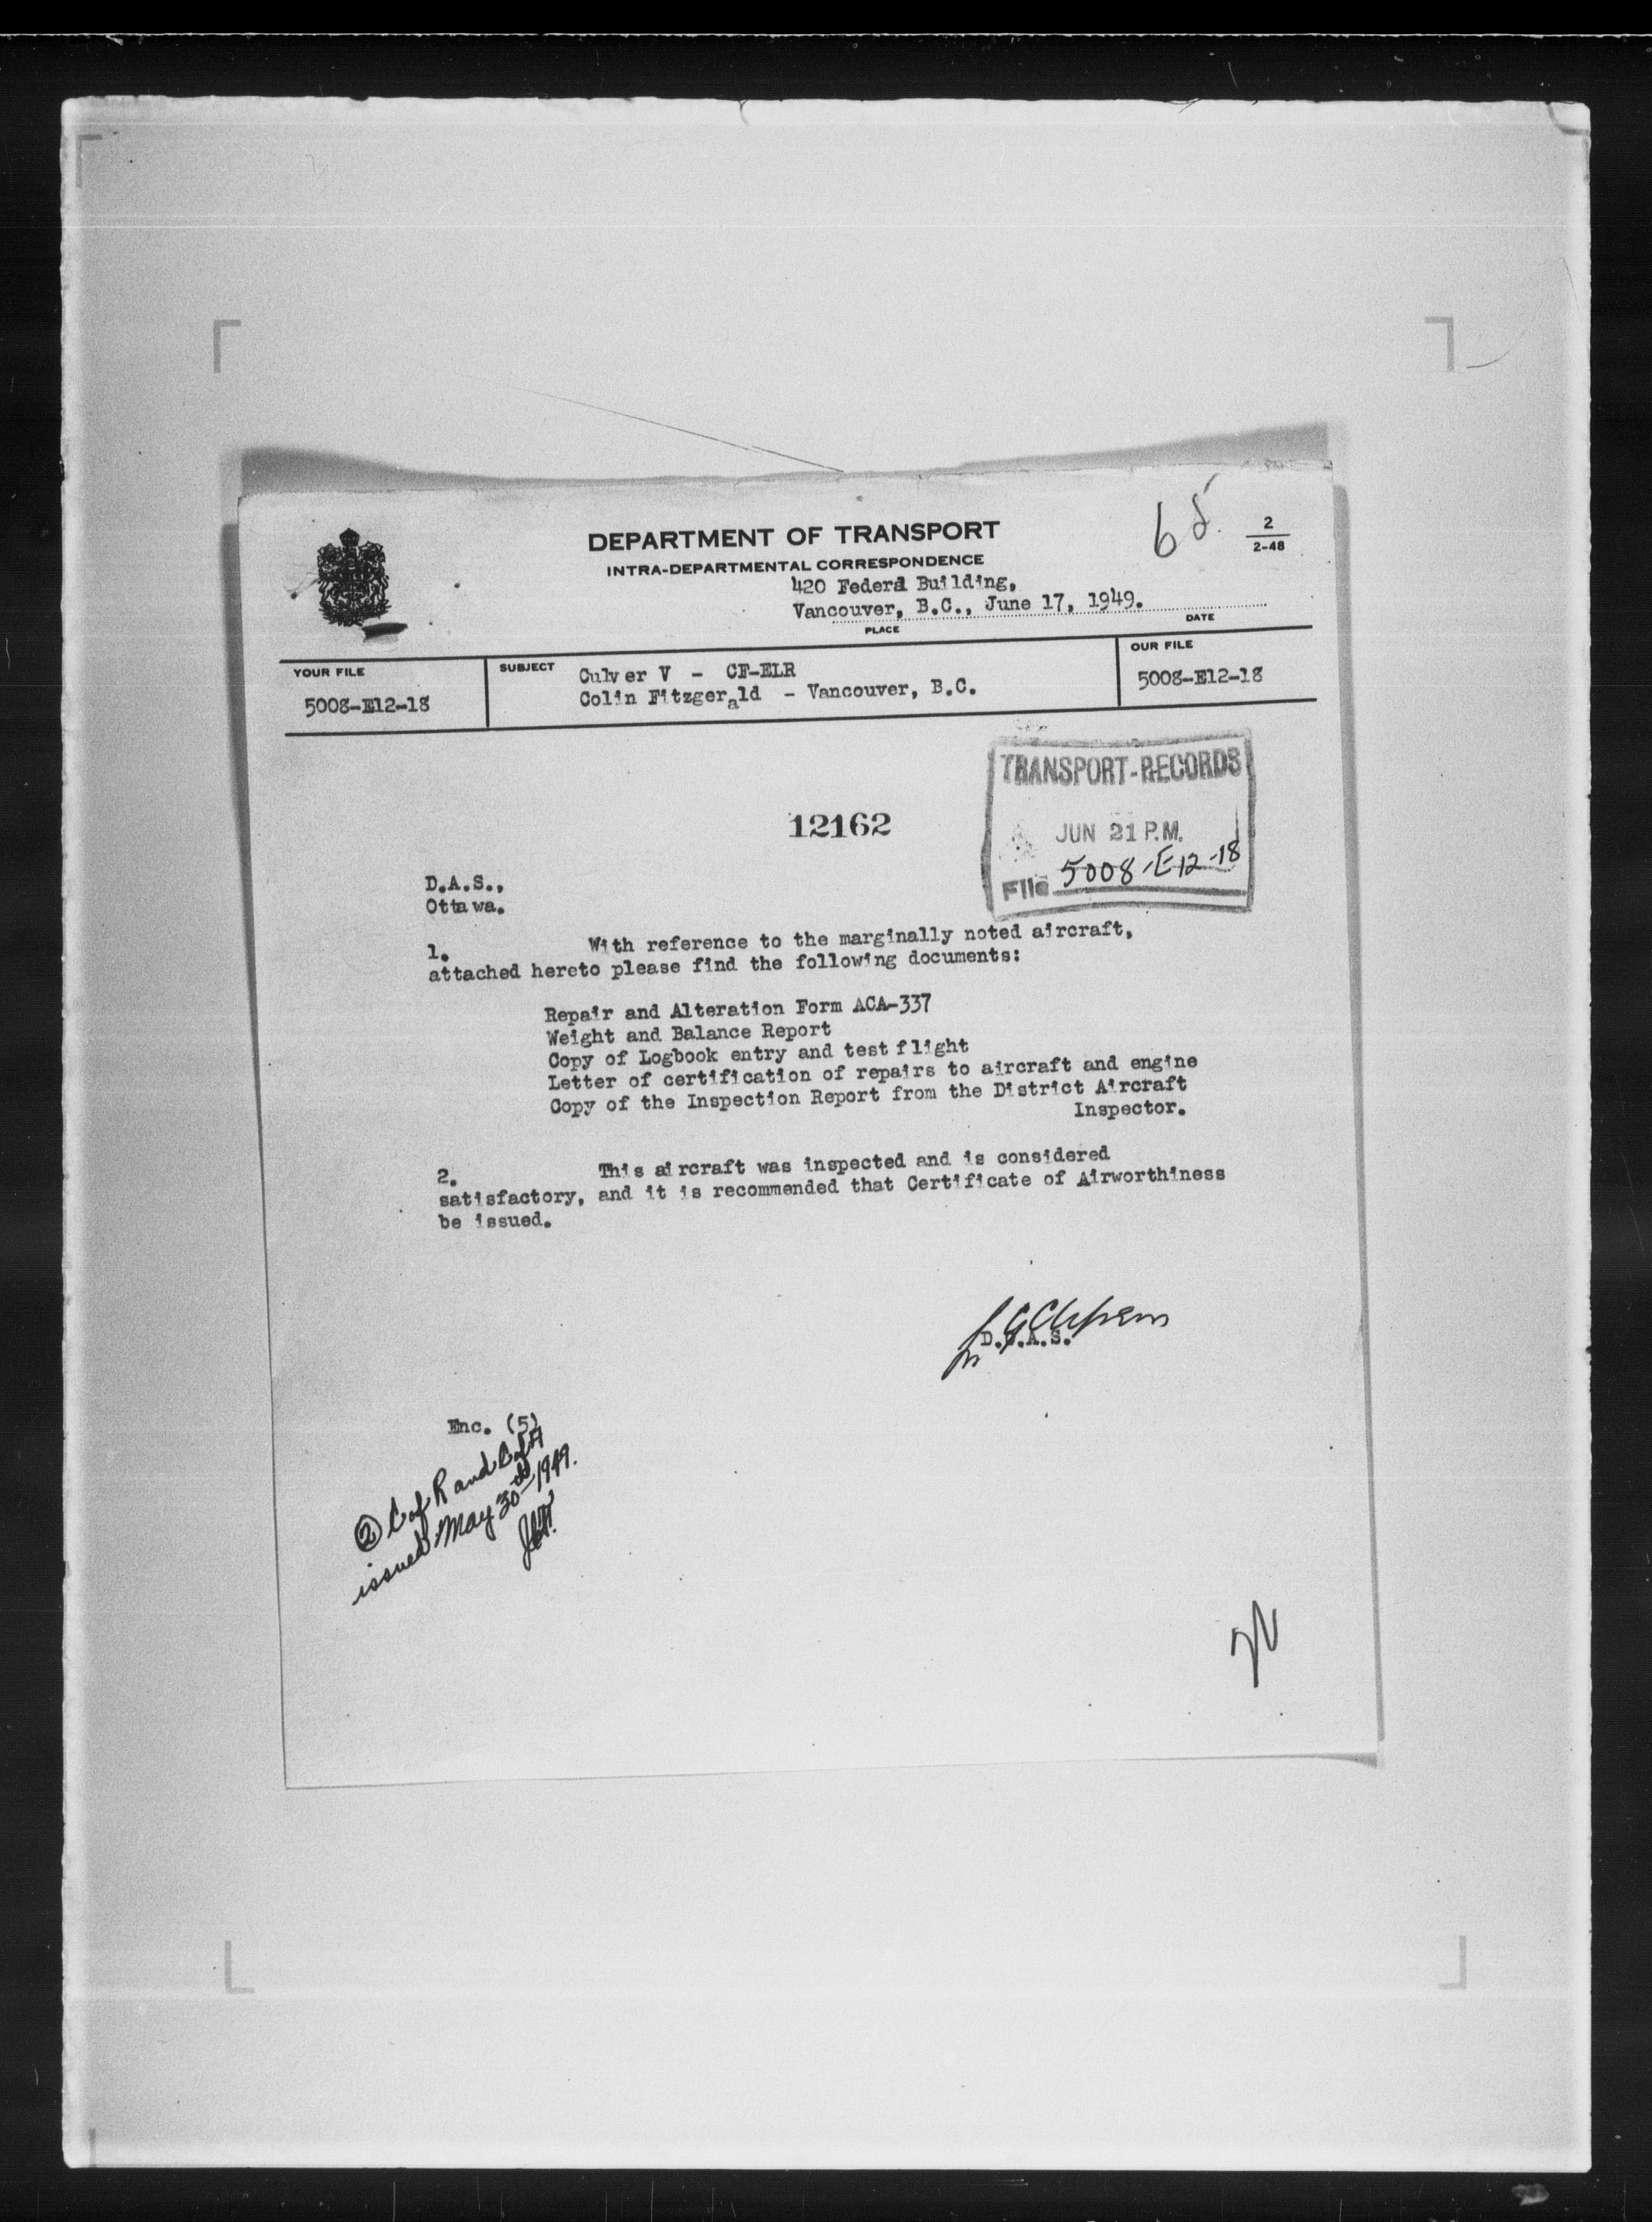 65
2
2-48
DEPARTMENT OF TRANSPORT
INTRA-DEPARTMENTAL CORRESPONDENCE
420 Federal Building,
Vancouver, B.C., June 17, 1949.
PLACE
DATE
YOUR FILE
5008-E12-18
SUBJECT
Culver V - CF-ELR
Colin Fitzgerald - Vancouver, B.C.
OUR FILE
5008-E12-18
TRANSPORT-RECORDS
JUN 21 P.M.
File 5008-E12-18
12162
D.A.S.,
Ottawa.
1. With reference to the marginally noted aircraft,
attached hereto please find the following documents:
Repair and Alteration Form ACA-337
Weight and Balance Report
Copy of Logbook entry and test flight
Letter of certification of repairs to aircraft and engine
Copy of the Inspection Report from the District Aircraft
Inspector.
2. This aircraft was inspected and is considered
satisfactory, and it is recommended that Certificate of Airworthiness
be issued.
D.S.A.S.
Enc. (5)
② C of R and C of A
issued May 30th 1949.